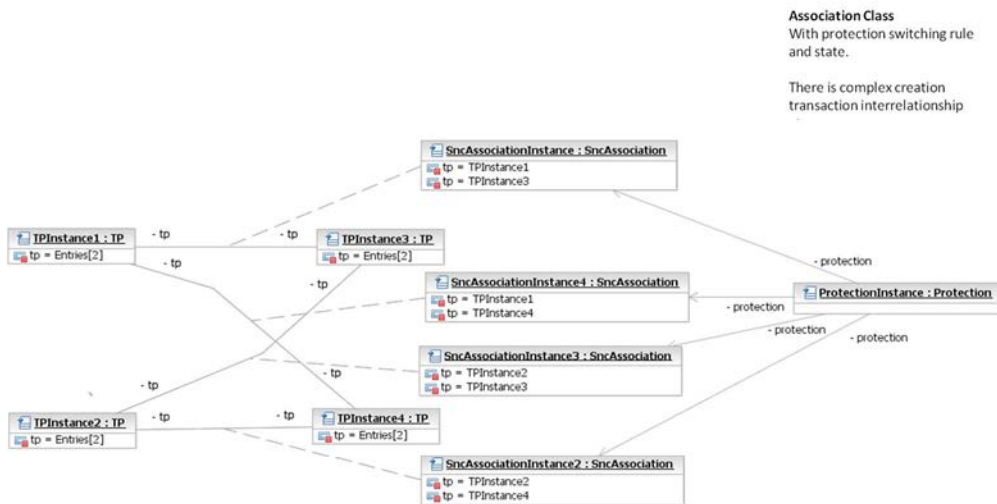 Association Class
With protection switching rule
and state.
There is complex creation
transaction interrelationship
SncAssociationInstance : SncAssociation
tp = TPInstance1
tp = TPInstance3
TPInstance1 : TP
tp = Entries[2]
- tp
- tp
TPInstance3 : TP
tp = Entries[2]
- tp
- tp
SncAssociationInstance4 : SncAssociation
tp = TPInstance1
tp = TPInstance4
- protection
ProtectionInstance : Protection
- protection
- protection
- protection
SncAssociationInstance3 : SncAssociation
tp = TPInstance2
tp = TPInstance3
- tp
- tp
TPInstance2 : TP
tp = Entries[2]
- tp
- tp
TPInstance4 : TP
tp = Entries[2]
SncAssociationInstance2 : SncAssociation
tp = TPInstance2
tp = TPInstance4